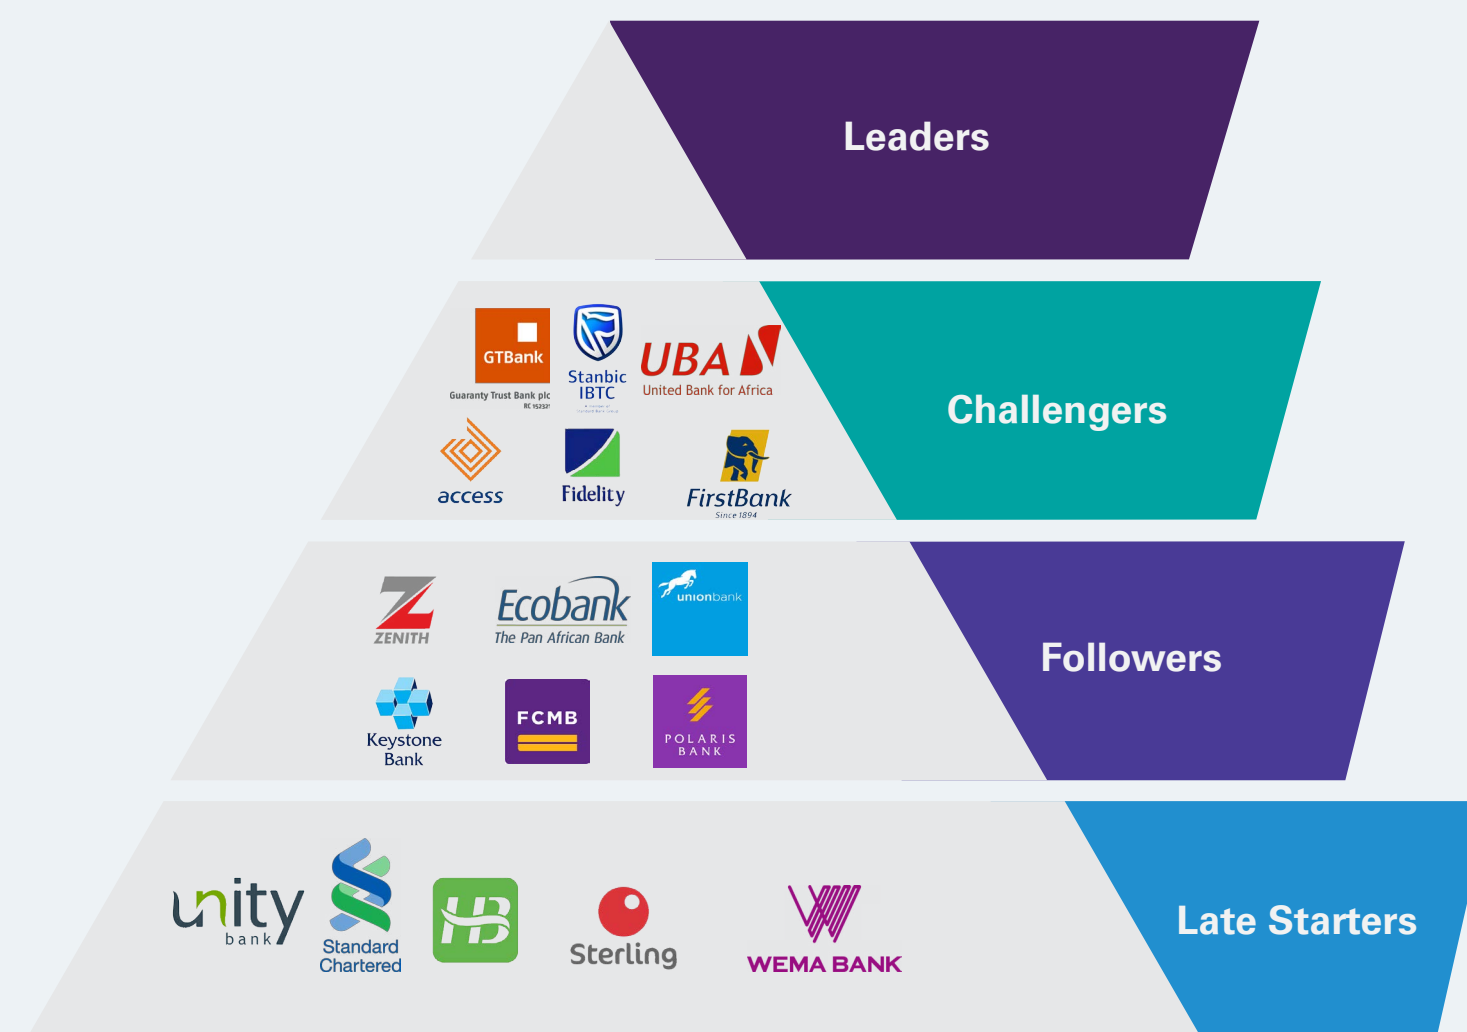 Leaders
GTBank
Guaranty Trust Bank plc
RC 152321
Stanbic
IBTC
UBA
United Bank for Africa
access
Fidelity
FirstBank
Since 1894
Challengers
ZENITH
Ecobank
The Pan African Bank
unionbank
Keystone
Bank
FCMB
POLARIS
BANK
Followers
unity
bank
Standard
Chartered
HB
Sterling
WEMA BANK
Late Starters